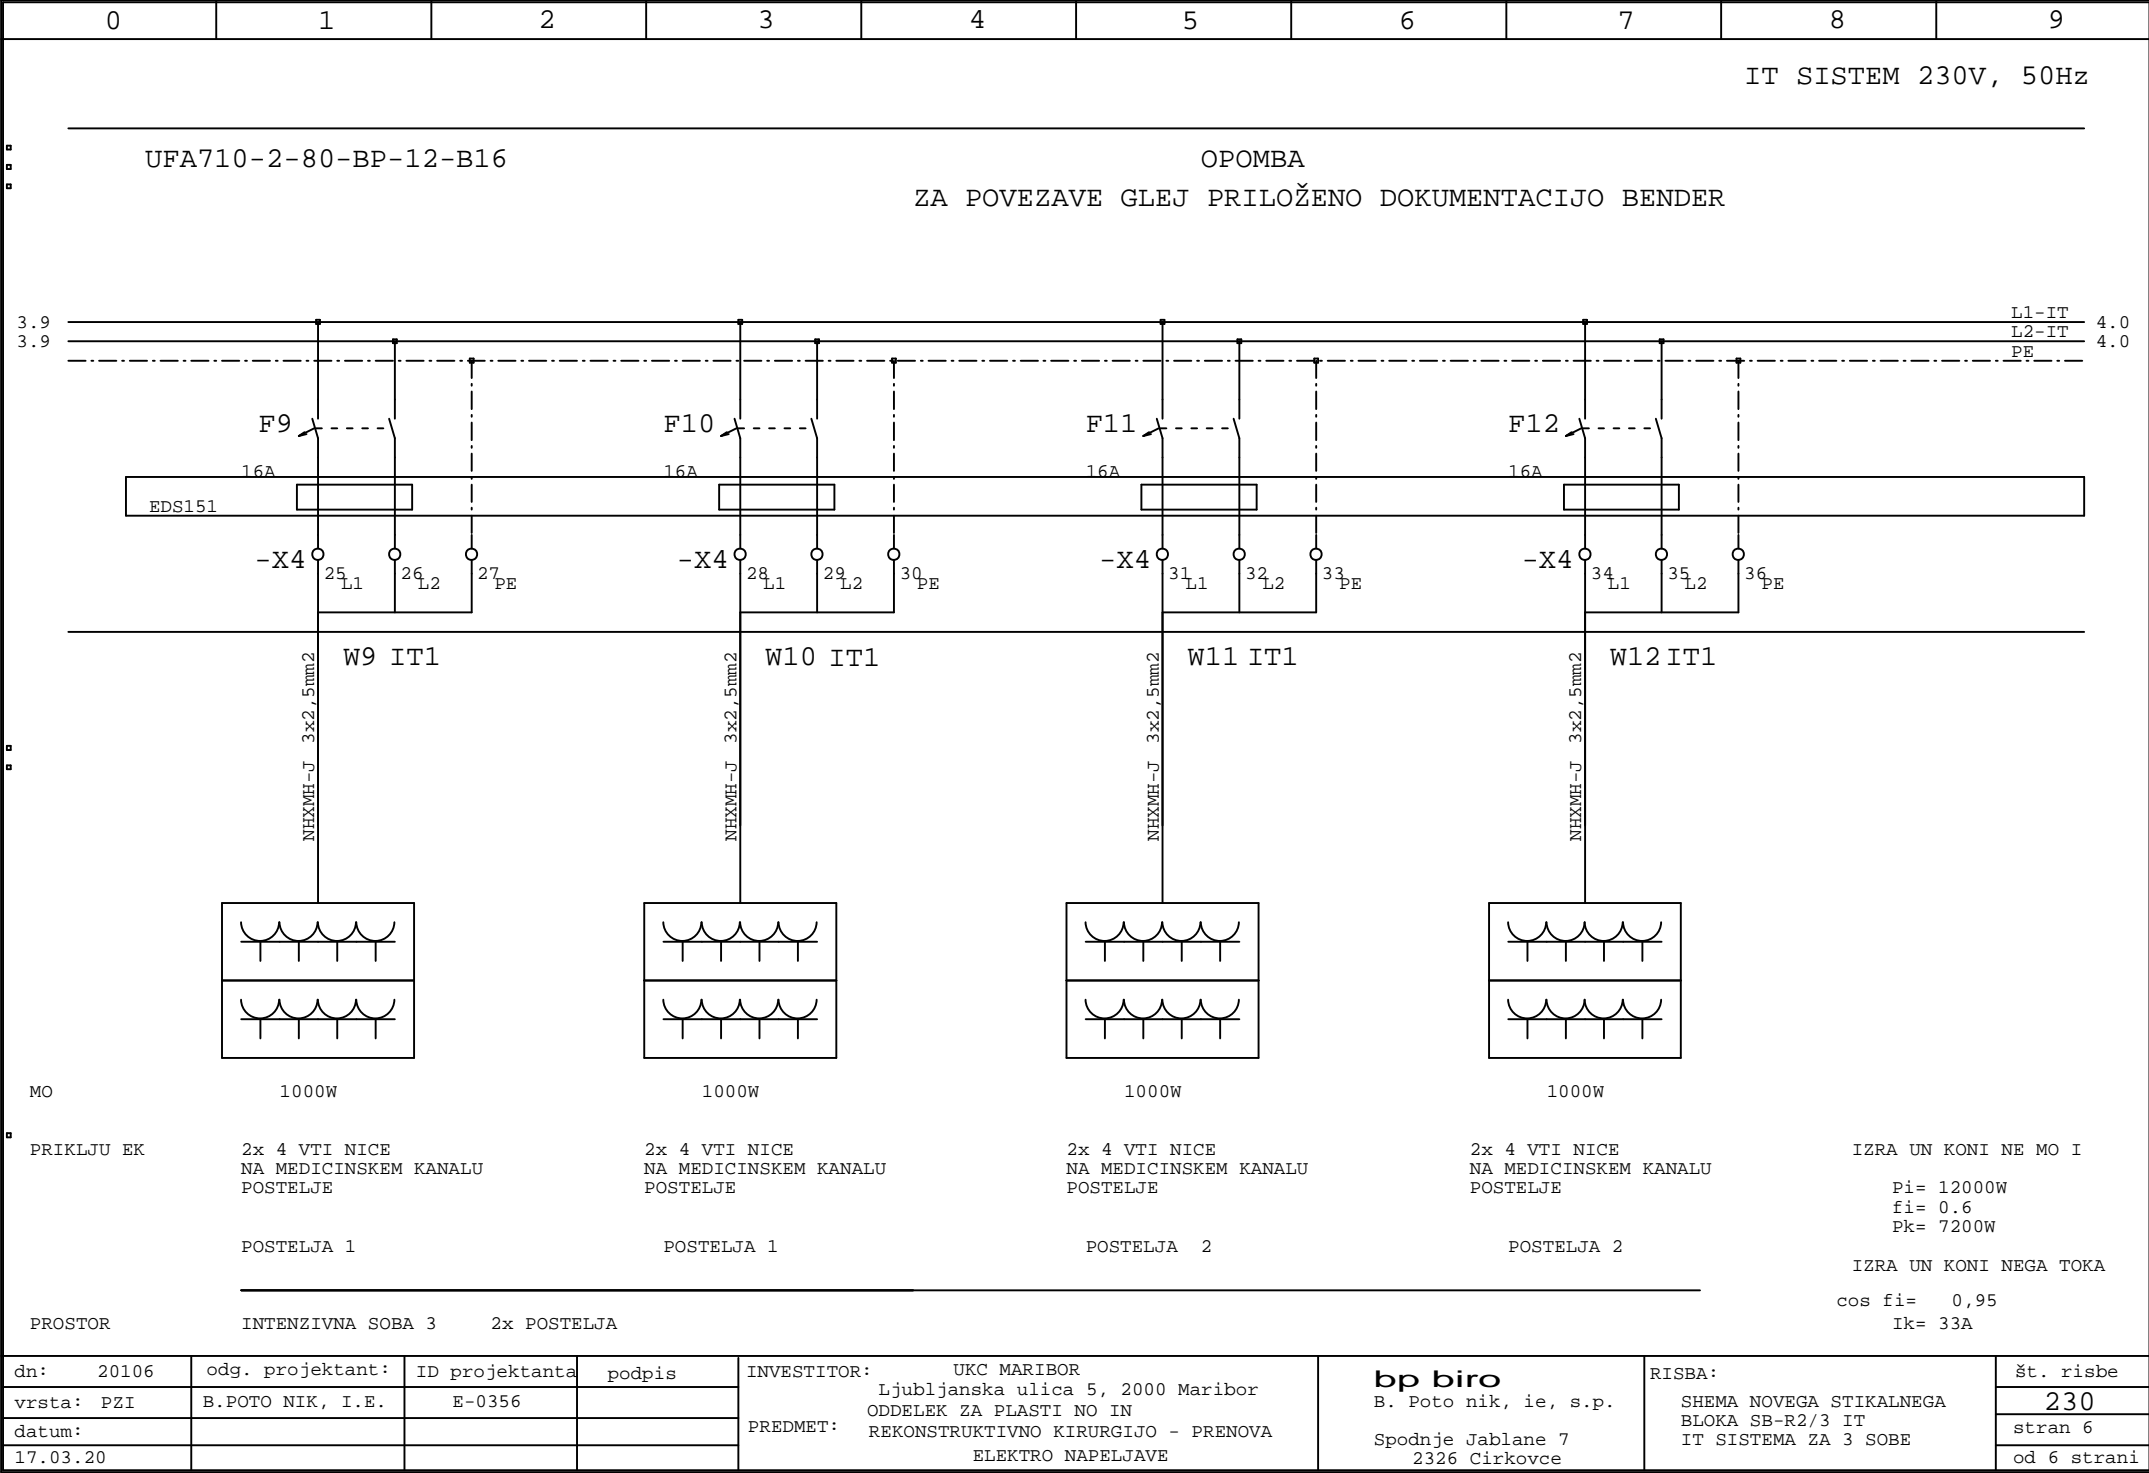 0 1 2 3 4 5 6 7 8 9
IT SISTEM 230V, 50Hz
UFA710-2-80-BP-12-B16
OPOMBA
ZA POVEZAVE GLEJ PRILOŽENO DOKUMENTACIJO BENDER
3.9 L1-IT 4.0
3.9 L2-IT 4.0
PE
F9 F10 F11 F12
16A 16A 16A 16A
EDS151
-X4 25 L1 26 L2 27 PE -X4 28 L1 29 L2 30 PE -X4 31 L1 32 L2 33 PE -X4 34 L1 35 L2 36 PE
W9 IT1 W10 IT1 W11 IT1 W12 IT1
NHXMH-J 3x2,5mm2
NHXMH-J 3x2,5mm2
NHXMH-J 3x2,5mm2
NHXMH-J 3x2,5mm2
MO 1000W 1000W 1000W 1000W
PRIKLJU EK
2x 4 VTI NICE
NA MEDICINSKEM KANALU
POSTELJE
POSTELJA 1
2x 4 VTI NICE
NA MEDICINSKEM KANALU
POSTELJE
POSTELJA 1
2x 4 VTI NICE
NA MEDICINSKEM KANALU
POSTELJE
POSTELJA 2
2x 4 VTI NICE
NA MEDICINSKEM KANALU
POSTELJE
POSTELJA 2
IZRA UN KONI NE MO I
Pi= 12000W
fi= 0.6
Pk= 7200W
IZRA UN KONI NEGA TOKA
cos fi= 0,95
Ik= 33A
PROSTOR INTENZIVNA SOBA 3 2x POSTELJA
dn: 20106
vrsta: PZI
datum:
17.03.20
odg. projektant:
B.POTO NIK, I.E.
ID projektanta
E-0356
podpis
INVESTITOR: UKC MARIBOR
Ljubljanska ulica 5, 2000 Maribor
ODDELEK ZA PLASTI NO IN
PREDMET: REKONSTRUKTIVNO KIRURGIJO - PRENOVA
ELEKTRO NAPELJAVE
bp biro
B. Poto nik, ie, s.p.
Spodnje Jablane 7
2326 Cirkovce
RISBA:
SHEMA NOVEGA STIKALNEGA
BLOKA SB-R2/3 IT
IT SISTEMA ZA 3 SOBE
št. risbe
230
stran 6
od 6 strani